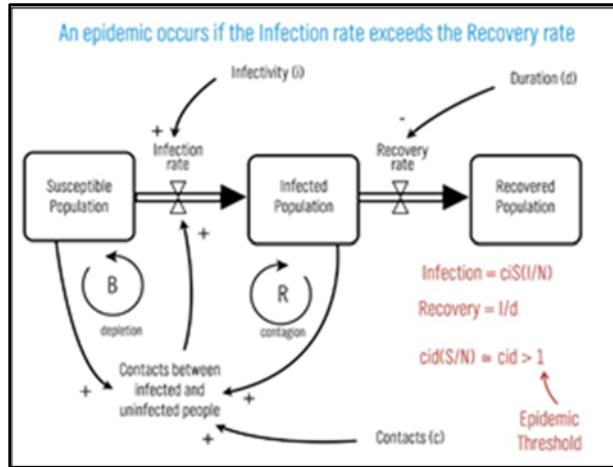 An epidemic occurs if the Infection rate exceeds the Recovery rate
Infectivity (i)
Duration (d)
+
-
Infection
rate
Recovery
rate
Susceptible
Population
Infected
Population
Recovered
Population
+
B
depletion
R
contagion
Infection = ciS(I/N)
Recovery = I/d
cid(S/N) ≃ cid > 1
Contacts between
infected and
uninfected people
+
+
+
Contacts (c)
Epidemic
Threshold